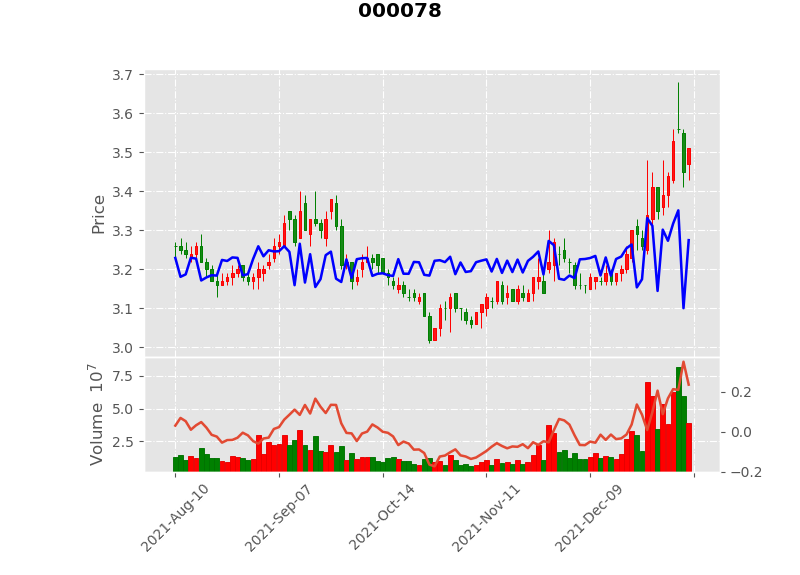 000078
3.7
3.6
3.5
3.4
3.3
3.2
3.1
3.0
Price
7.5
5.0
2.5
Volume 10^7
0.2
0.0
−0.2
2021-Aug-10
2021-Sep-07
2021-Oct-14
2021-Nov-11
2021-Dec-09